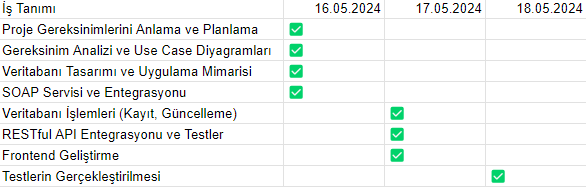 İş Tanımı 16.05.2024 17.05.2024 18.05.2024
Proje Gereksinimlerini Anlama ve Planlama
Gereksinim Analizi ve Use Case Diyagramları
Veritabanı Tasarımı ve Uygulama Mimarisi
SOAP Servisi ve Entegrasyonu
Veritabanı İşlemleri (Kayıt, Güncelleme)
RESTful API Entegrasyonu ve Testler
Frontend Geliştirme
Testlerin Gerçekleştirilmesi